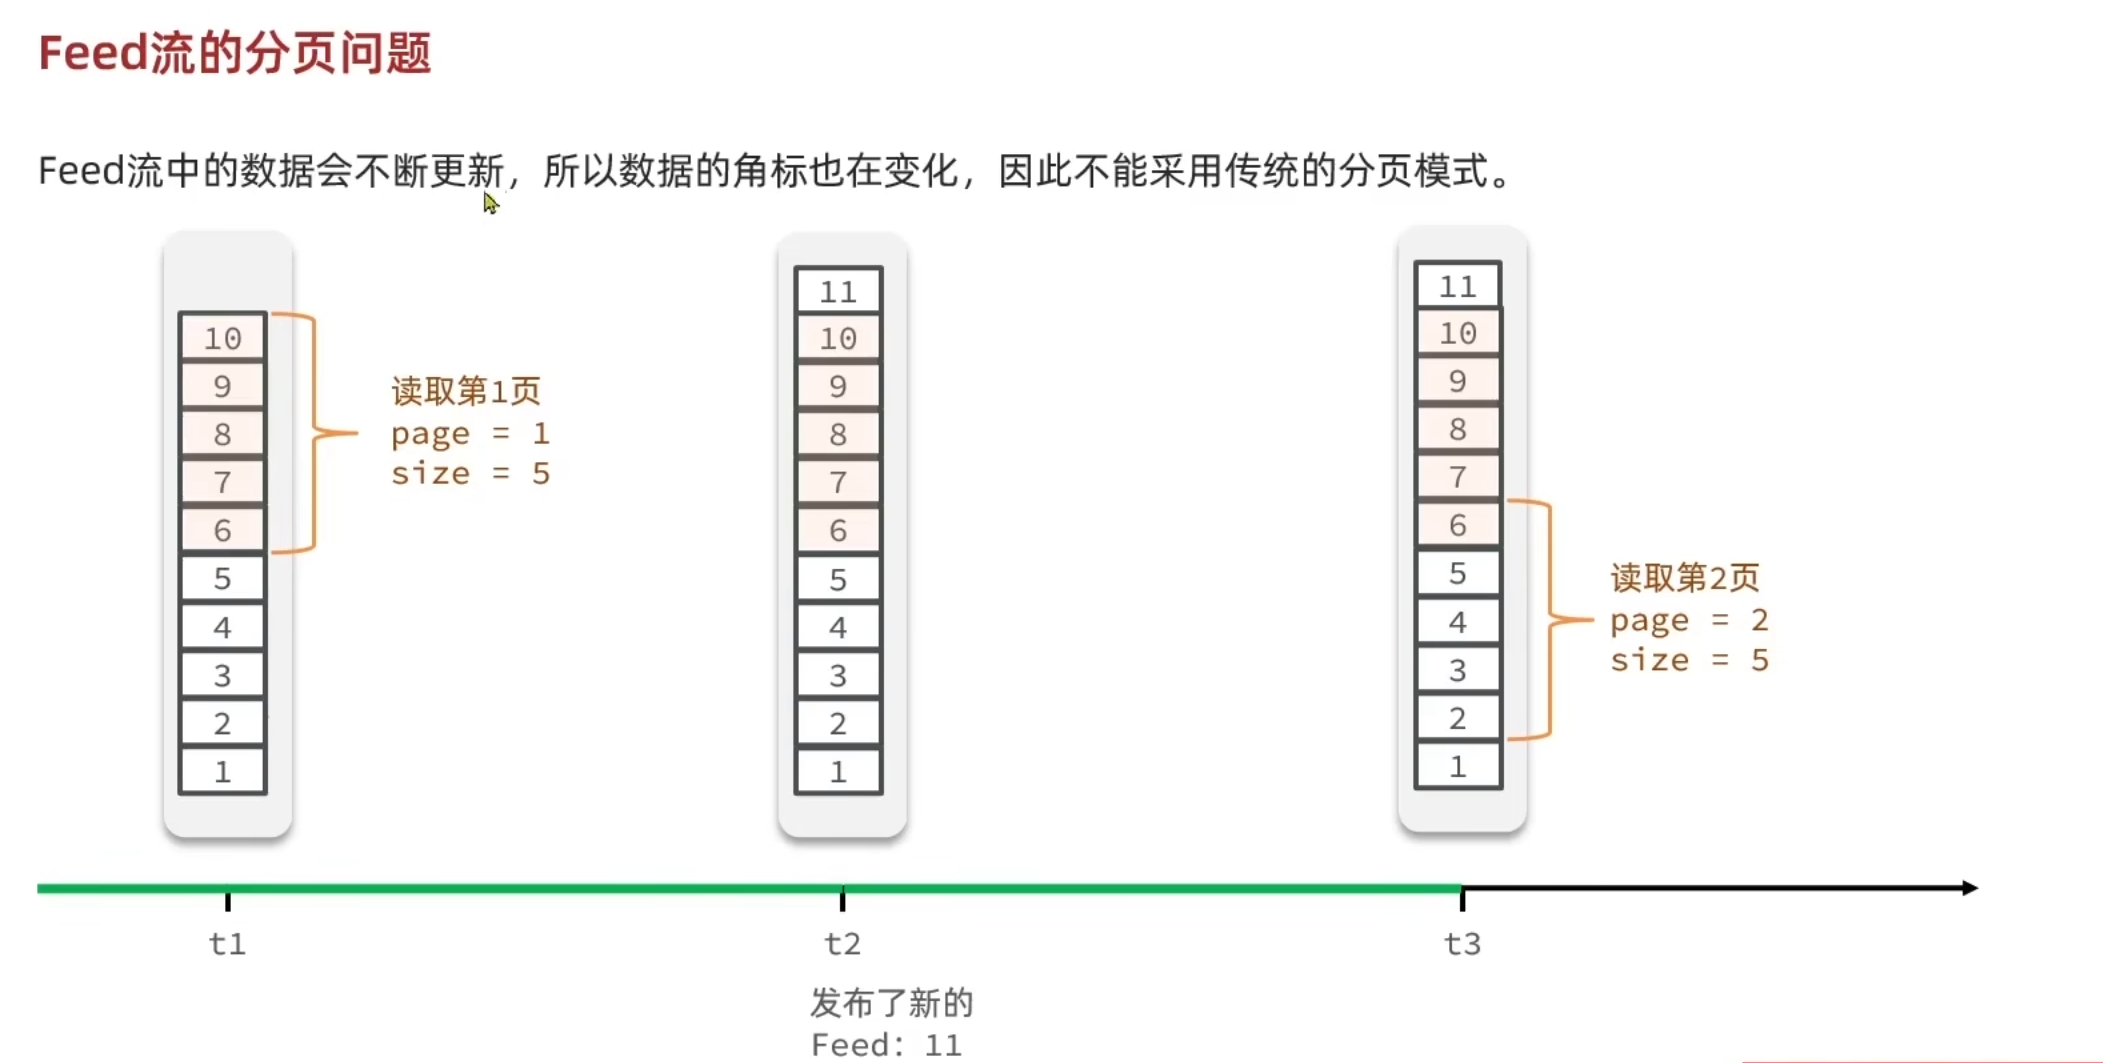 Feed流的分页问题
Feed流中的数据会不断更新，所以数据的角标也在变化，因此不能采用传统的分页模式。
10
9
8
7
6
5
4
3
2
1
读取第1页
page = 1
size = 5
11
10
9
8
7
6
5
4
3
2
1
11
10
9
8
7
6
5
4
3
2
1
读取第2页
page = 2
size = 5
t1
t2
t3
发布了新的
Feed：11